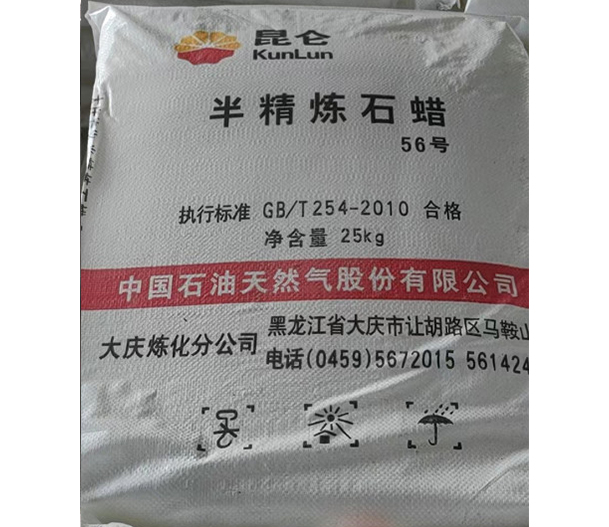 昆仑
KunLun
半精炼石蜡
56号
执行标准 GB/T254-2010 合格
净含量 25kg
中国石油天然气股份有限公司
大庆炼化分公司
黑龙江省大庆市让胡路区马鞍山
电话(0459)5672015 561424